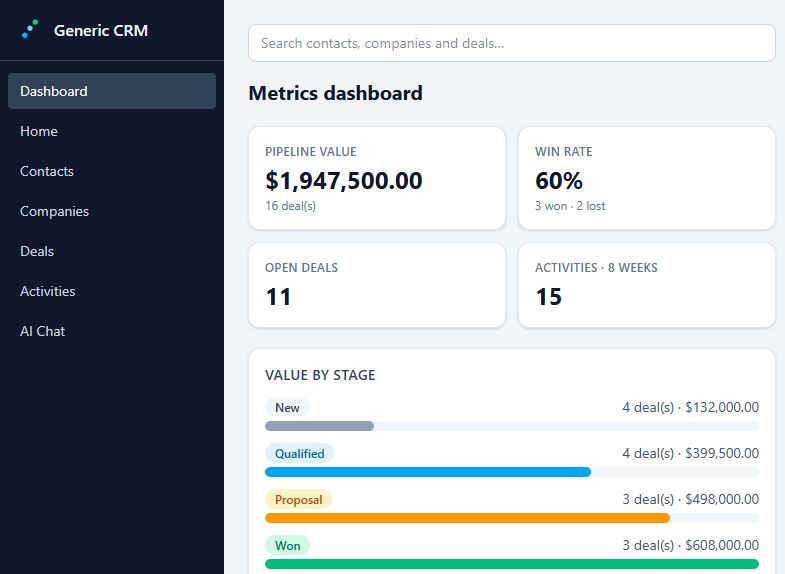 Generic CRM
Dashboard
Home
Contacts
Companies
Deals
Activities
AI Chat
Search contacts, companies and deals...
Metrics dashboard
PIPELINE VALUE
$1,947,500.00
16 deal(s)
WIN RATE
60%
3 won · 2 lost
OPEN DEALS
11
ACTIVITIES · 8 WEEKS
15
VALUE BY STAGE
New 4 deal(s) · $132,000.00
Qualified 4 deal(s) · $399,500.00
Proposal 3 deal(s) · $498,000.00
Won 3 deal(s) · $608,000.00